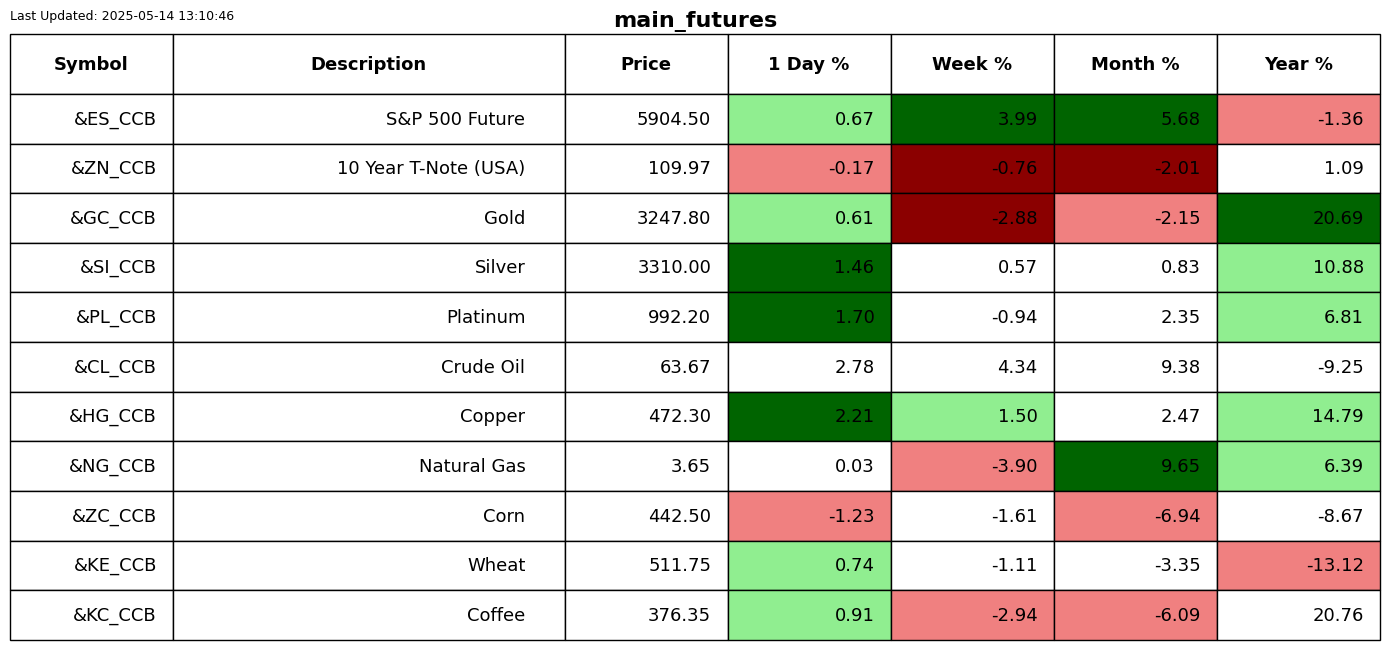 Last Updated: 2025-05-14 13:10:46
main_futures
Symbol Description Price 1 Day % Week % Month % Year %
&ES_CCB S&P 500 Future 5904.50 0.67 3.99 5.68 -1.36
&ZN_CCB 10 Year T-Note (USA) 109.97 -0.17 -0.76 -2.01 1.09
&GC_CCB Gold 3247.80 0.61 -2.88 -2.15 20.69
&SI_CCB Silver 3310.00 1.46 0.57 0.83 10.88
&PL_CCB Platinum 992.20 1.70 -0.94 2.35 6.81
&CL_CCB Crude Oil 63.67 2.78 4.34 9.38 -9.25
&HG_CCB Copper 472.30 2.21 1.50 2.47 14.79
&NG_CCB Natural Gas 3.65 0.03 -3.90 9.65 6.39
&ZC_CCB Corn 442.50 -1.23 -1.61 -6.94 -8.67
&KE_CCB Wheat 511.75 0.74 -1.11 -3.35 -13.12
&KC_CCB Coffee 376.35 0.91 -2.94 -6.09 20.76